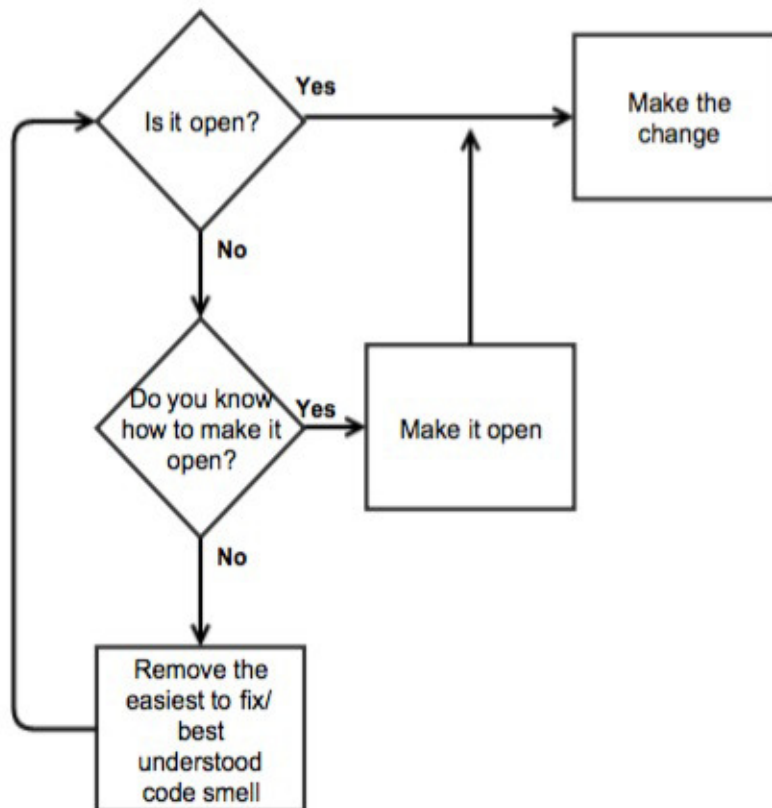 Is it open?
Yes
Make the
change
No
Do you know
how to make it
open?
Yes
Make it open
No
Remove the
easiest to fix/
best
understood
code smell